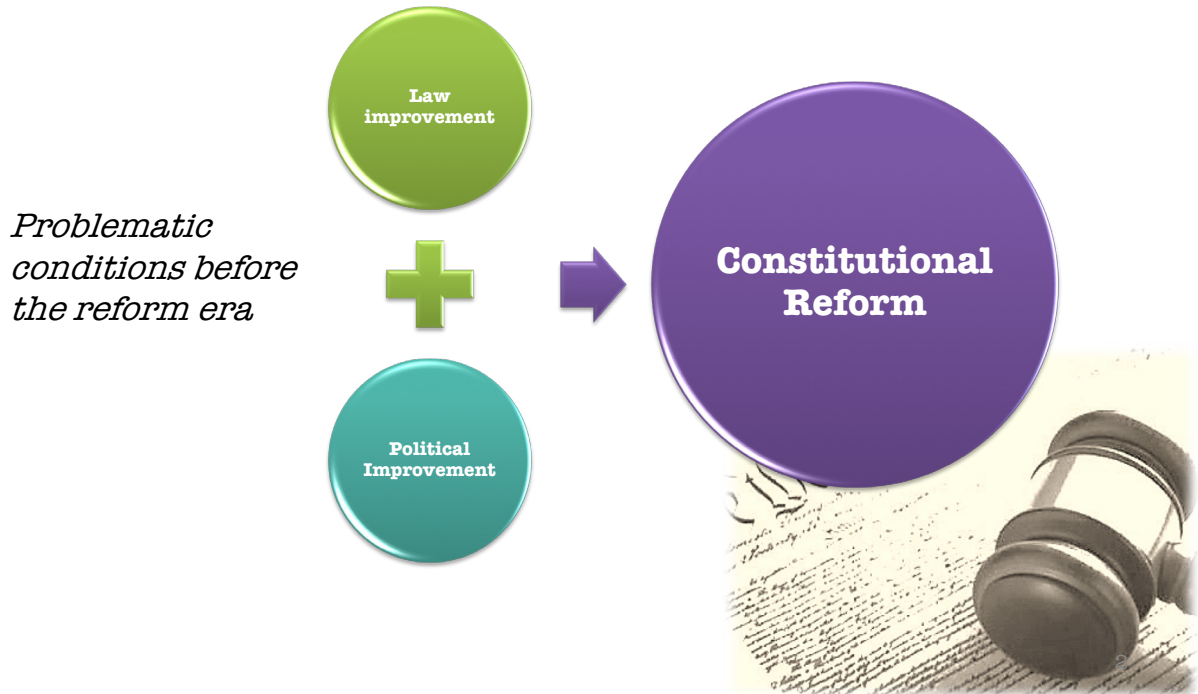 Problematic
conditions before
the reform era
Law
improvement
Political
Improvement
Constitutional
Reform